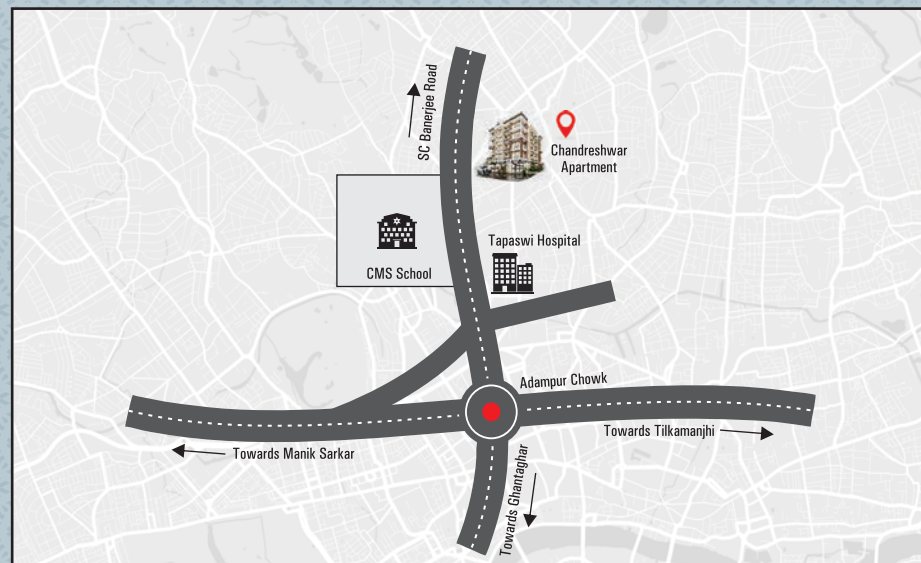 SC Banerjee Road
Chandreshwar
Apartment
Tapaswi Hospital
CMS School
Adampur Chowk
Towards Tilkamanjhi
Towards Manik Sarkar
Towards Ghantaghar